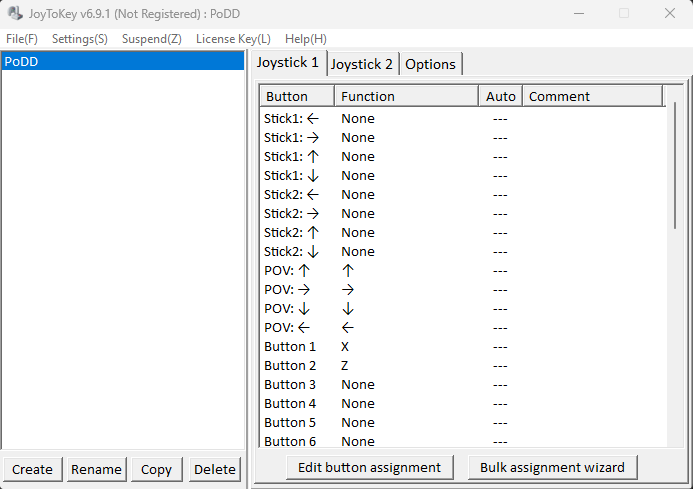 JoyToKey v6.9.1 (Not Registered) : PoDD
File(F) Settings(S) Suspend(Z) License Key(L) Help(H)
PoDD
Joystick 1 Joystick 2 Options
Button Function Auto Comment
Stick1: ← None ---
Stick1: → None ---
Stick1: ↑ None ---
Stick1: ↓ None ---
Stick2: ← None ---
Stick2: → None ---
Stick2: ↑ None ---
Stick2: ↓ None ---
POV: ↑ ↑ ---
POV: → → ---
POV: ↓ ↓ ---
POV: ← ← ---
Button 1 X ---
Button 2 Z ---
Button 3 None ---
Button 4 None ---
Button 5 None ---
Button 6 None ---
Create Rename Copy Delete
Edit button assignment Bulk assignment wizard